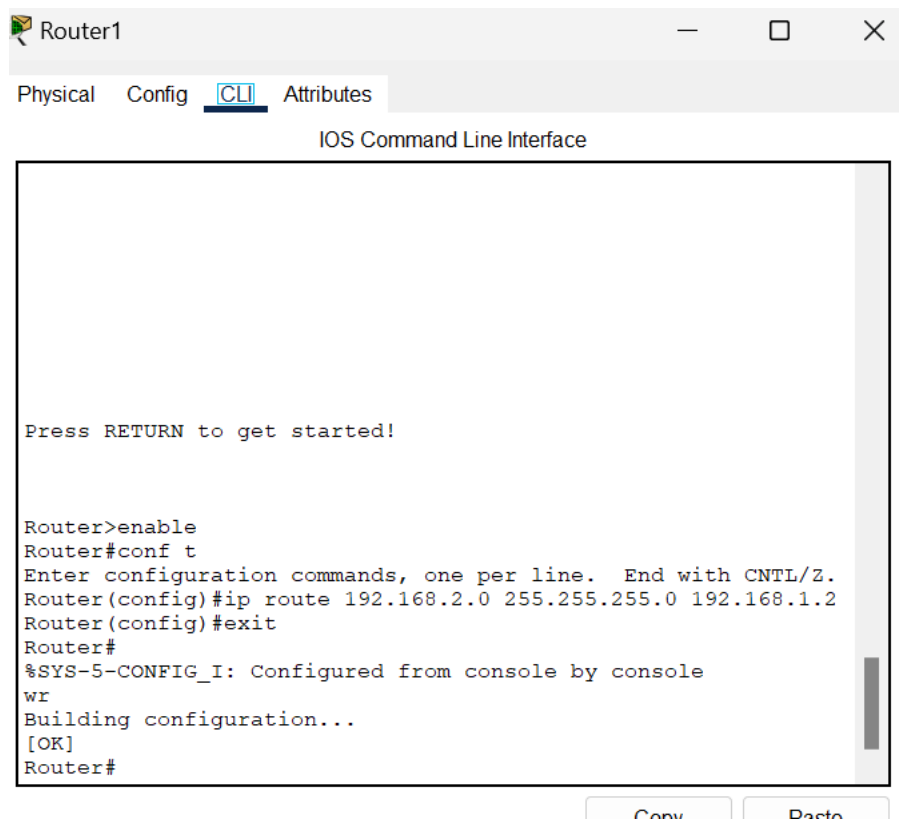 Router1
Physical Config CLI Attributes
IOS Command Line Interface
Press RETURN to get started!
Router>enable
Router#conf t
Enter configuration commands, one per line.  End with CNTL/Z.
Router(config)#ip route 192.168.2.0 255.255.255.0 192.168.1.2
Router(config)#exit
Router#
%SYS-5-CONFIG_I: Configured from console by console
wr
Building configuration...
[OK]
Router#
Copy Paste